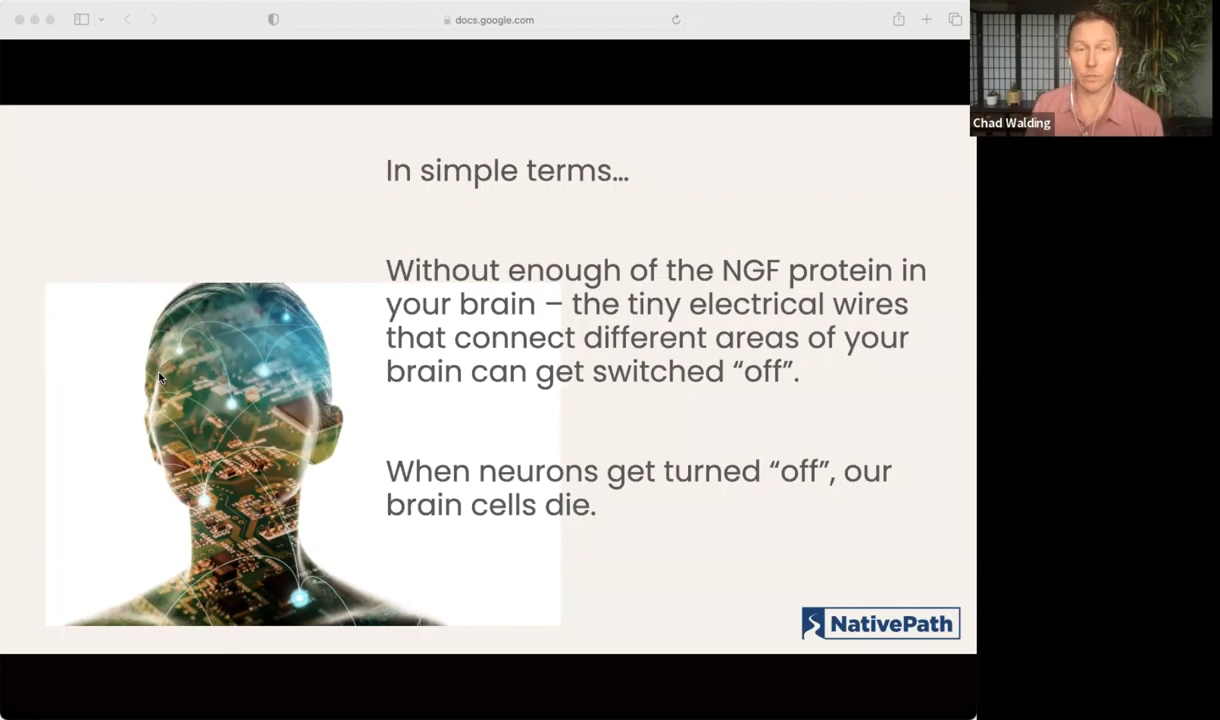 docs.google.com
Chad Walding
In simple terms…
Without enough of the NGF protein in
your brain – the tiny electrical wires
that connect different areas of your
brain can get switched “off”.
When neurons get turned “off”, our
brain cells die.
NativePath